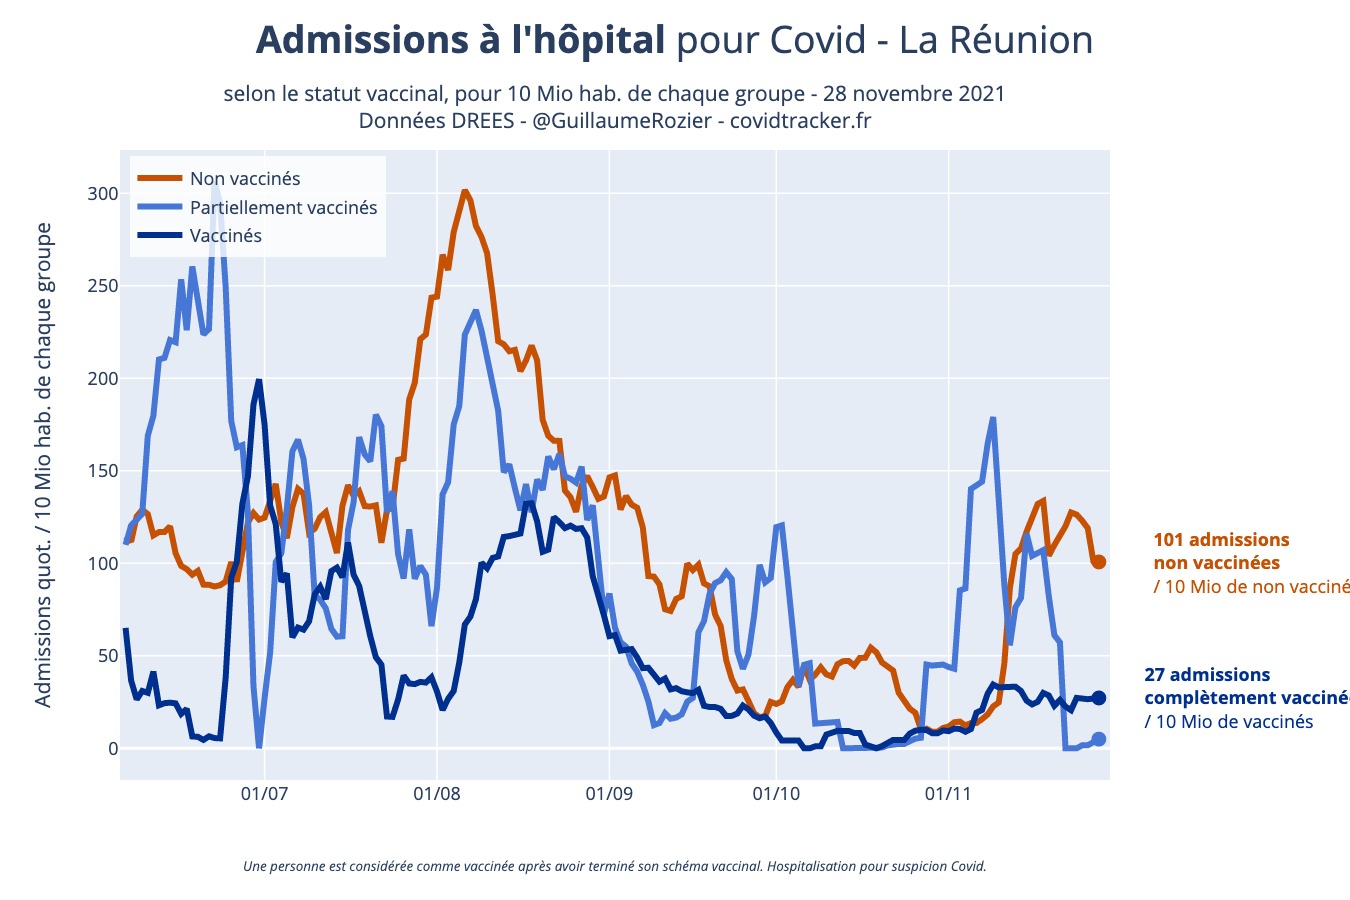 Admissions à l'hôpital pour Covid - La Réunion
selon le statut vaccinal, pour 10 Mio hab. de chaque groupe - 28 novembre 2021
Données DREES - @GuillaumeRozier - covidtracker.fr
Non vaccinés
Partiellement vaccinés
Vaccinés
Admissions quot. / 10 Mio hab. de chaque groupe
300
250
200
150
100
50
0
01/07
01/08
01/09
01/10
01/11
101 admissions
non vaccinées
/ 10 Mio de non vacciné
27 admissions
complètement vacciné
/ 10 Mio de vaccinés
Une personne est considérée comme vaccinée après avoir terminé son schéma vaccinal. Hospitalisation pour suspicion Covid.